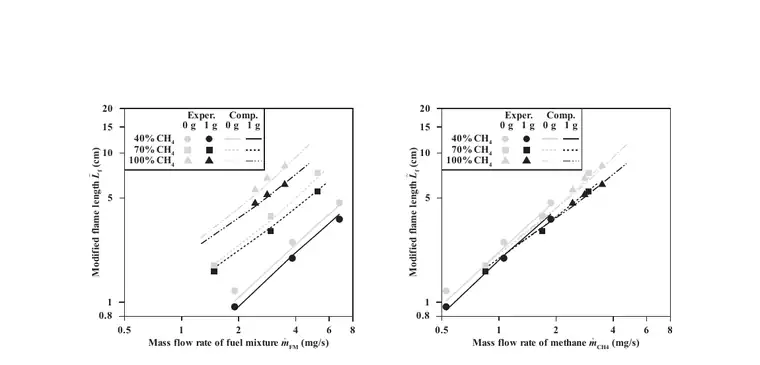 20
15
10
5
1
0.8
Modified flame length L̃f (cm)
Exper. Comp.
0 g 1 g 0 g 1 g
40% CH4
70% CH4
100% CH4
0.5 1 2 4 6 8
Mass flow rate of fuel mixture ṁFM (mg/s)
20
15
10
5
1
0.8
Modified flame length L̃f (cm)
Exper. Comp.
0 g 1 g 0 g 1 g
40% CH4
70% CH4
100% CH4
0.5 1 2 4 6 8
Mass flow rate of methane ṁCH4 (mg/s)